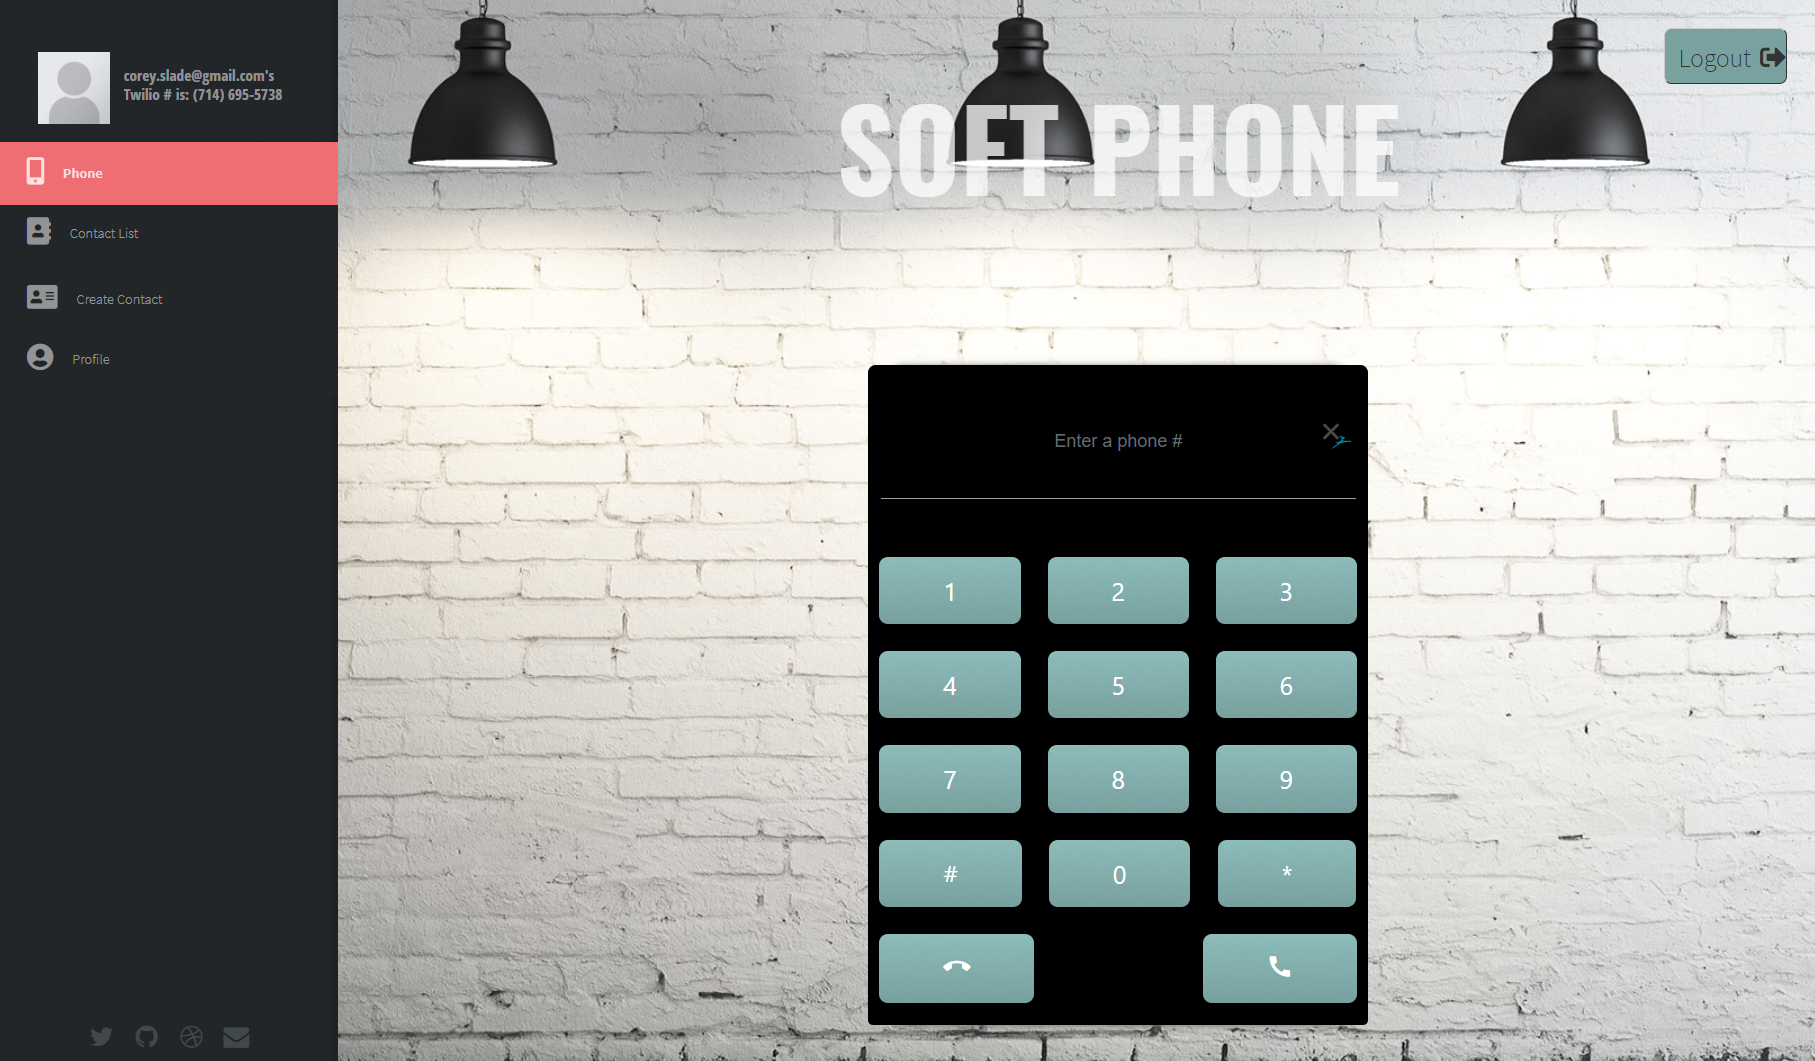 corey.slade@gmail.com's
Twilio # is: (714) 695-5738
Phone
Contact List
Create Contact
Profile
Logout
SOFT PHONE
Enter a phone #
1 2 3
4 5 6
7 8 9
# 0 *